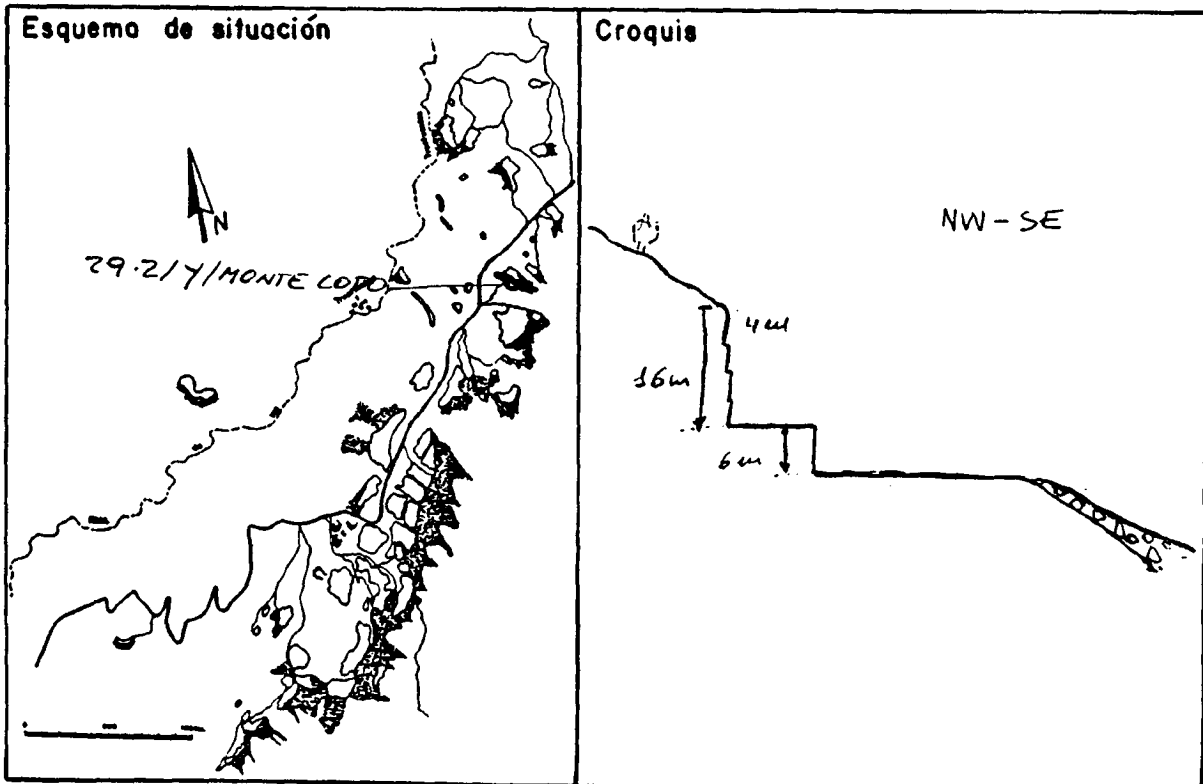 Esquema de situación
N
29.2/Y/MONTE COTO
Croquis
NW-SE
4m
16m
6m